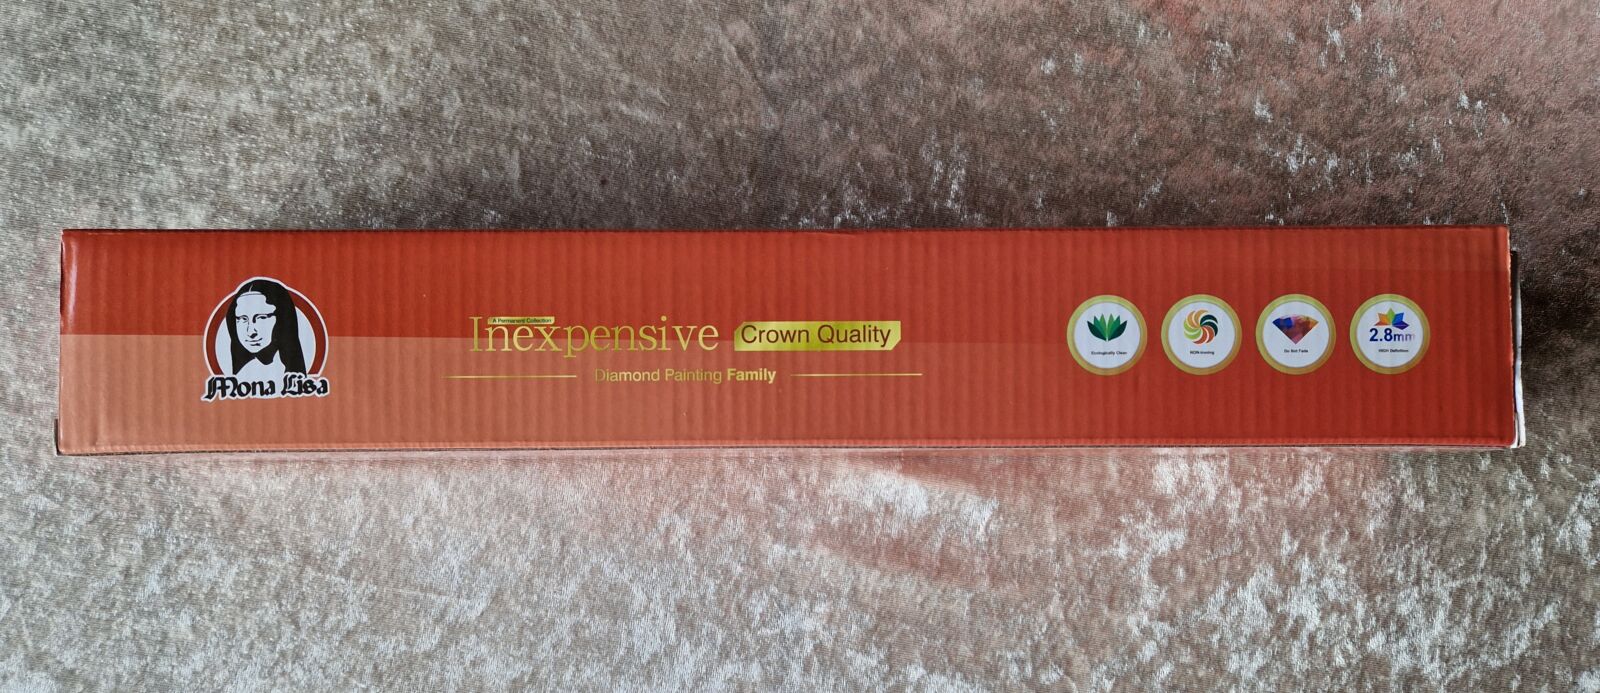 Mona Lisa
A Permanent Collection
Inexpensive Crown Quality
Diamond Painting Family
Ecologically Clean
NON-ironing
Do Not Fade
2.8mm
HIGH Definition